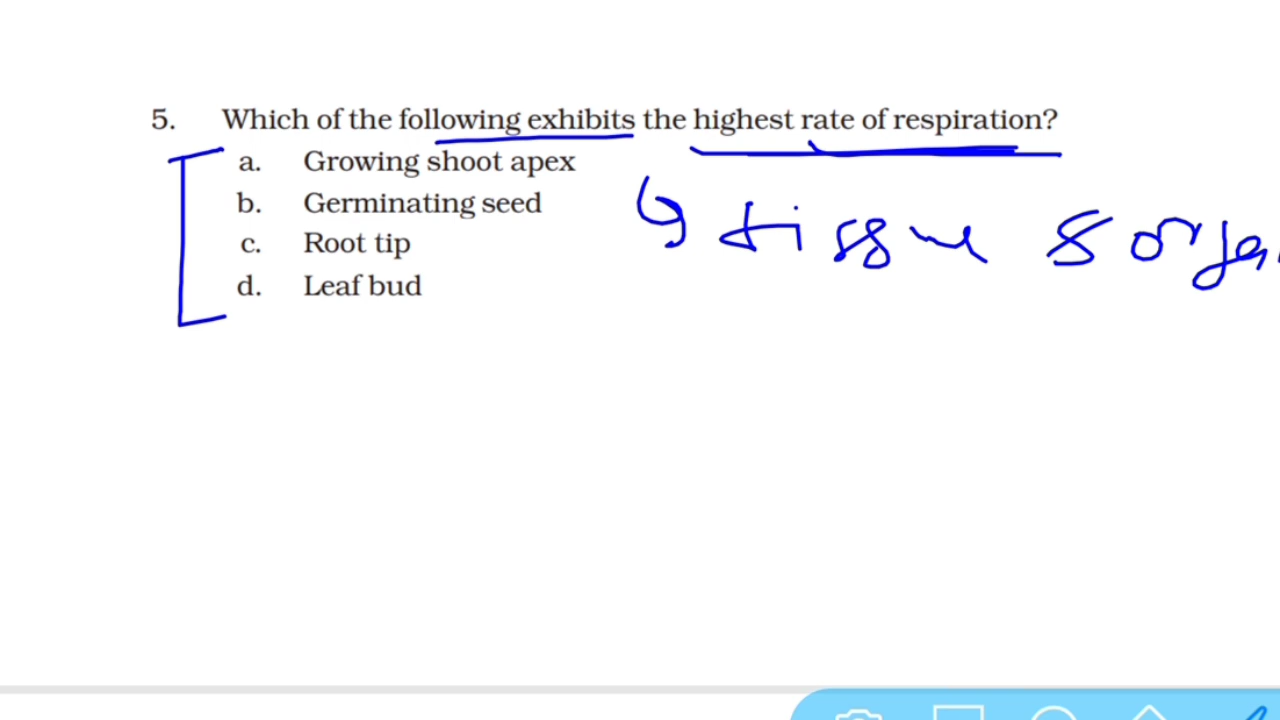 5. Which of the following exhibits the highest rate of respiration?
a. Growing shoot apex
b. Germinating seed
c. Root tip
d. Leaf bud
tissue